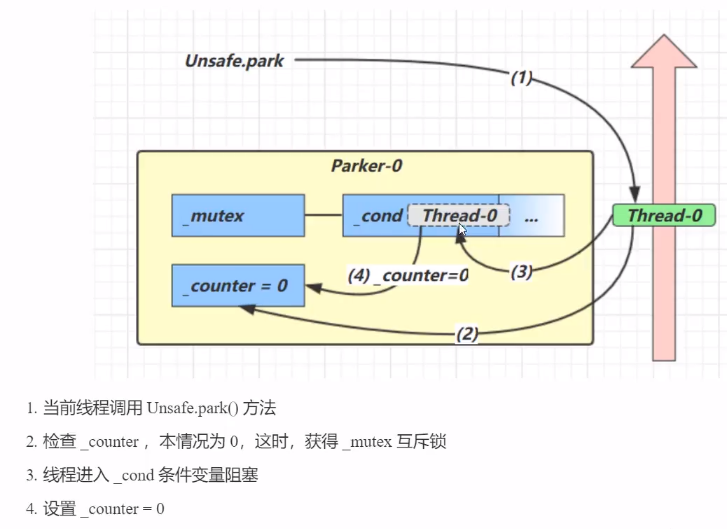 Unsafe.park
(1)
Parker-0
_mutex
_cond
Thread-0
...
Thread-0
_counter = 0
(4) _counter=0
(3)
(2)
1. 当前线程调用 Unsafe.park() 方法
2. 检查 _counter ，本情况为 0，这时，获得 _mutex 互斥锁
3. 线程进入 _cond 条件变量阻塞
4. 设置 _counter = 0